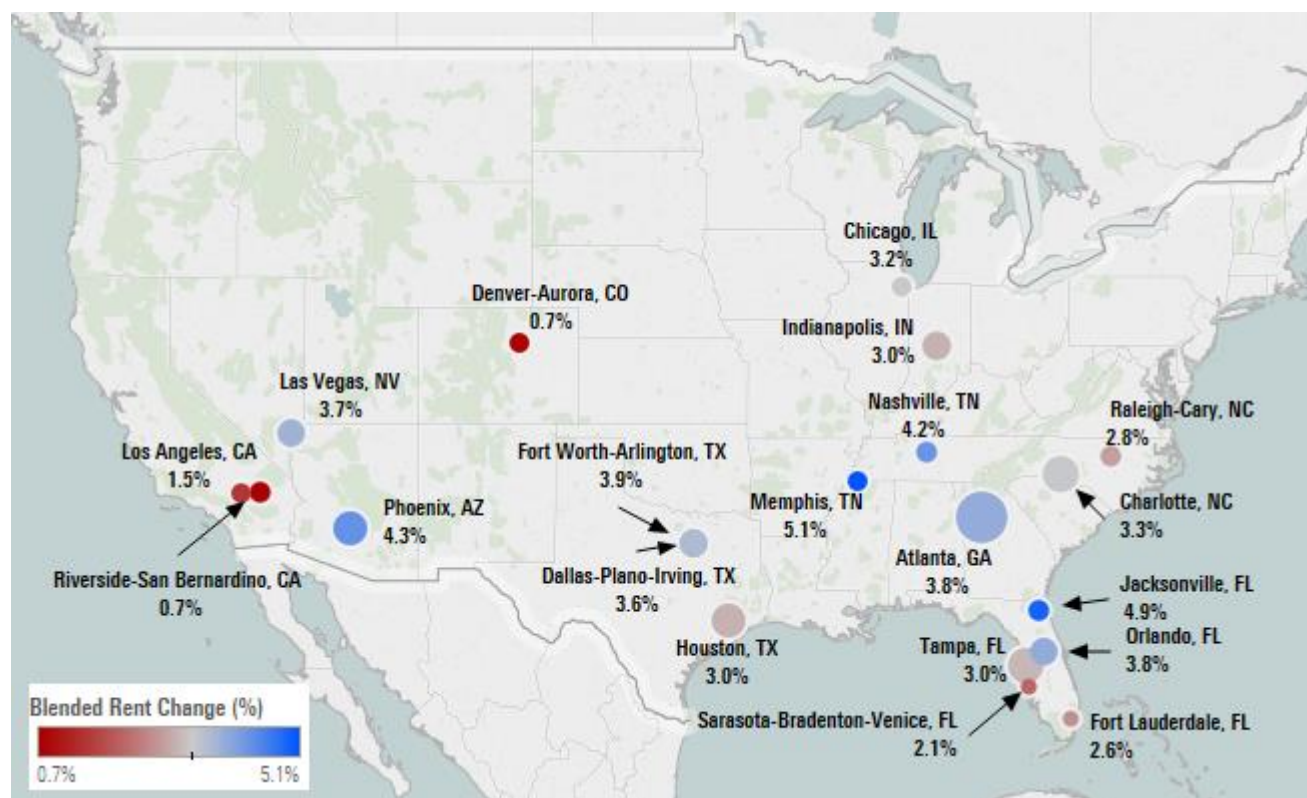 Chicago, IL
3.2%
Denver-Aurora, CO
0.7%
Indianapolis, IN
3.0%
Las Vegas, NV
3.7%
Nashville, TN
4.2%
Raleigh-Cary, NC
2.8%
Los Angeles, CA
1.5%
Fort Worth-Arlington, TX
3.9%
Phoenix, AZ
4.3%
Memphis, TN
5.1%
Charlotte, NC
3.3%
Atlanta, GA
3.8%
Riverside-San Bernardino, CA
0.7%
Dallas-Plano-Irving, TX
3.6%
Jacksonville, FL
4.9%
Houston, TX
3.0%
Tampa, FL
3.0%
Orlando, FL
3.8%
Sarasota-Bradenton-Venice, FL
2.1%
Fort Lauderdale, FL
2.6%
Blended Rent Change (%)
0.7% 5.1%